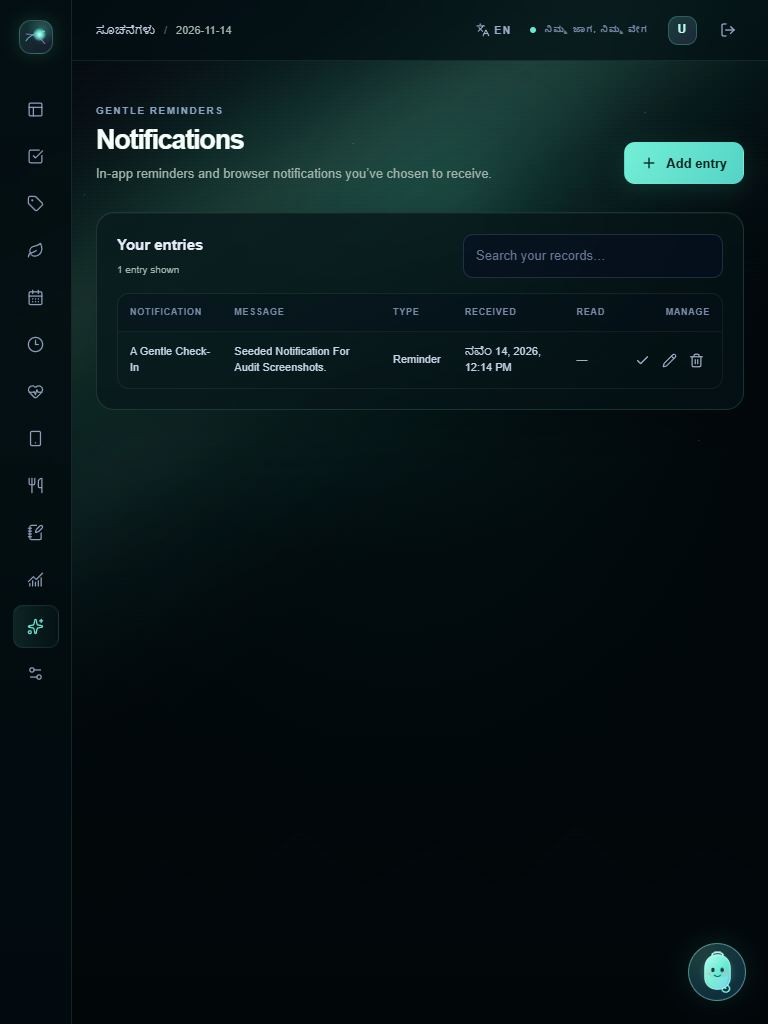 ಸೂಚನೆಗಳು / 2026-11-14
EN
ನಿಮ್ಮ ಜಾಗ, ನಿಮ್ಮ ವೇಗ
U
GENTLE REMINDERS
Notifications
In-app reminders and browser notifications you've chosen to receive.
Add entry
Your entries
1 entry shown
Search your records...
NOTIFICATION MESSAGE TYPE RECEIVED READ MANAGE
A Gentle Check-In
Seeded Notification For Audit Screenshots.
Reminder
ನವೆಂ 14, 2026, 12:14 PM
—